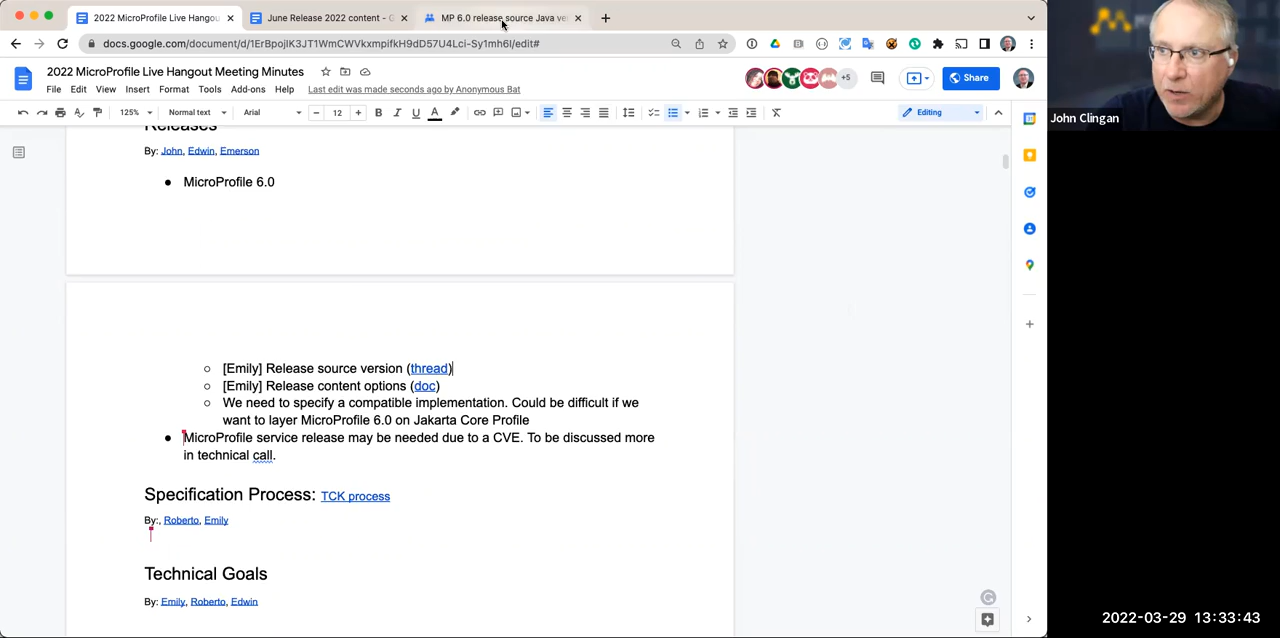 2022 MicroProfile Live Hangou
June Release 2022 content - G
MP 6.0 release source Java ve
docs.google.com/document/d/1ErBpojIK3JT1WmCWVkxmpifkH9dD57U4Lci-Sy1mh6I/edit#
2022 MicroProfile Live Hangout Meeting Minutes
+5
Share
File Edit View Insert Format Tools Add-ons Help Last edit was made seconds ago by Anonymous Bat
125% Normal text Arial 12 Editing
John Clingan
Releases
By: John, Edwin, Emerson
● MicroProfile 6.0
○ [Emily] Release source version (thread)
○ [Emily] Release content options (doc)
○ We need to specify a compatible implementation. Could be difficult if we
want to layer MicroProfile 6.0 on Jakarta Core Profile
● MicroProfile service release may be needed due to a CVE. To be discussed more
in technical call.
Specification Process: TCK process
By:, Roberto, Emily
Technical Goals
By: Emily, Roberto, Edwin
2022-03-29 13:33:43